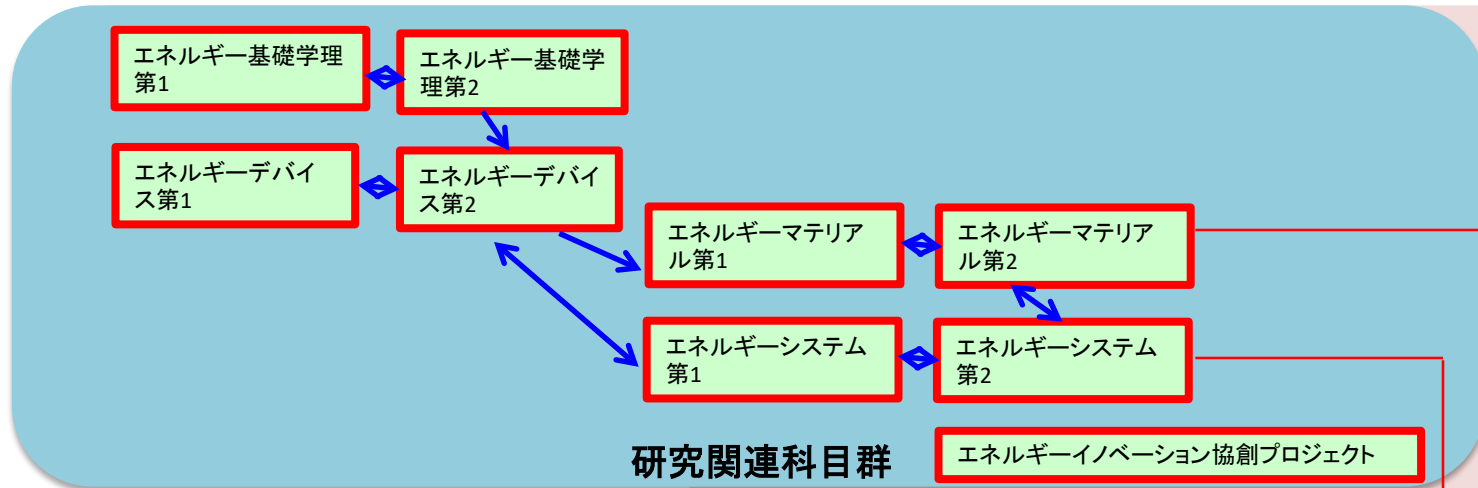 エネルギー基礎学理
第1
エネルギー基礎学
理第2
エネルギーデバイ
ス第1
エネルギーデバイ
ス第2
エネルギーマテリア
ル第1
エネルギーマテリア
ル第2
エネルギーシステム
第1
エネルギーシステム
第2
研究関連科目群
エネルギーイノベーション協創プロジェクト